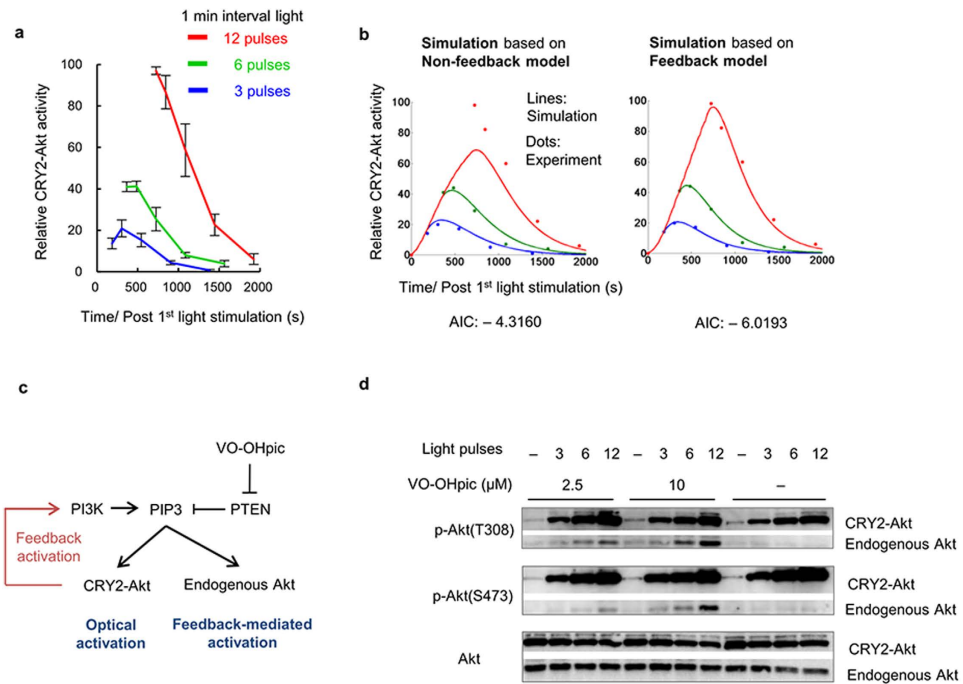 a
1 min interval light
12 pulses
6 pulses
3 pulses
Relative CRY2-Akt activity
100
80
60
40
20
0
0 500 1000 1500 2000
Time/ Post 1st light stimulation (s)
b
Simulation based on
Non-feedback model
Simulation based on
Feedback model
Lines:
Simulation
Dots:
Experiment
Relative CRY2-Akt activity
100
80
60
40
20
0
0 500 1000 1500 2000
100
80
60
40
20
0
0 500 1000 1500 2000
Time/ Post 1st light stimulation (s)
AIC: – 4.3160
AIC: – 6.0193
c
VO-OHpic
PI3K PIP3 PTEN
Feedback
activation
CRY2-Akt Endogenous Akt
Optical
activation
Feedback-mediated
activation
d
Light pulses – 3 6 12 – 3 6 12 – 3 6 12
VO-OHpic (μM) 2.5 10 –
p-Akt(T308)
CRY2-Akt
Endogenous Akt
p-Akt(S473)
CRY2-Akt
Endogenous Akt
Akt
CRY2-Akt
Endogenous Akt